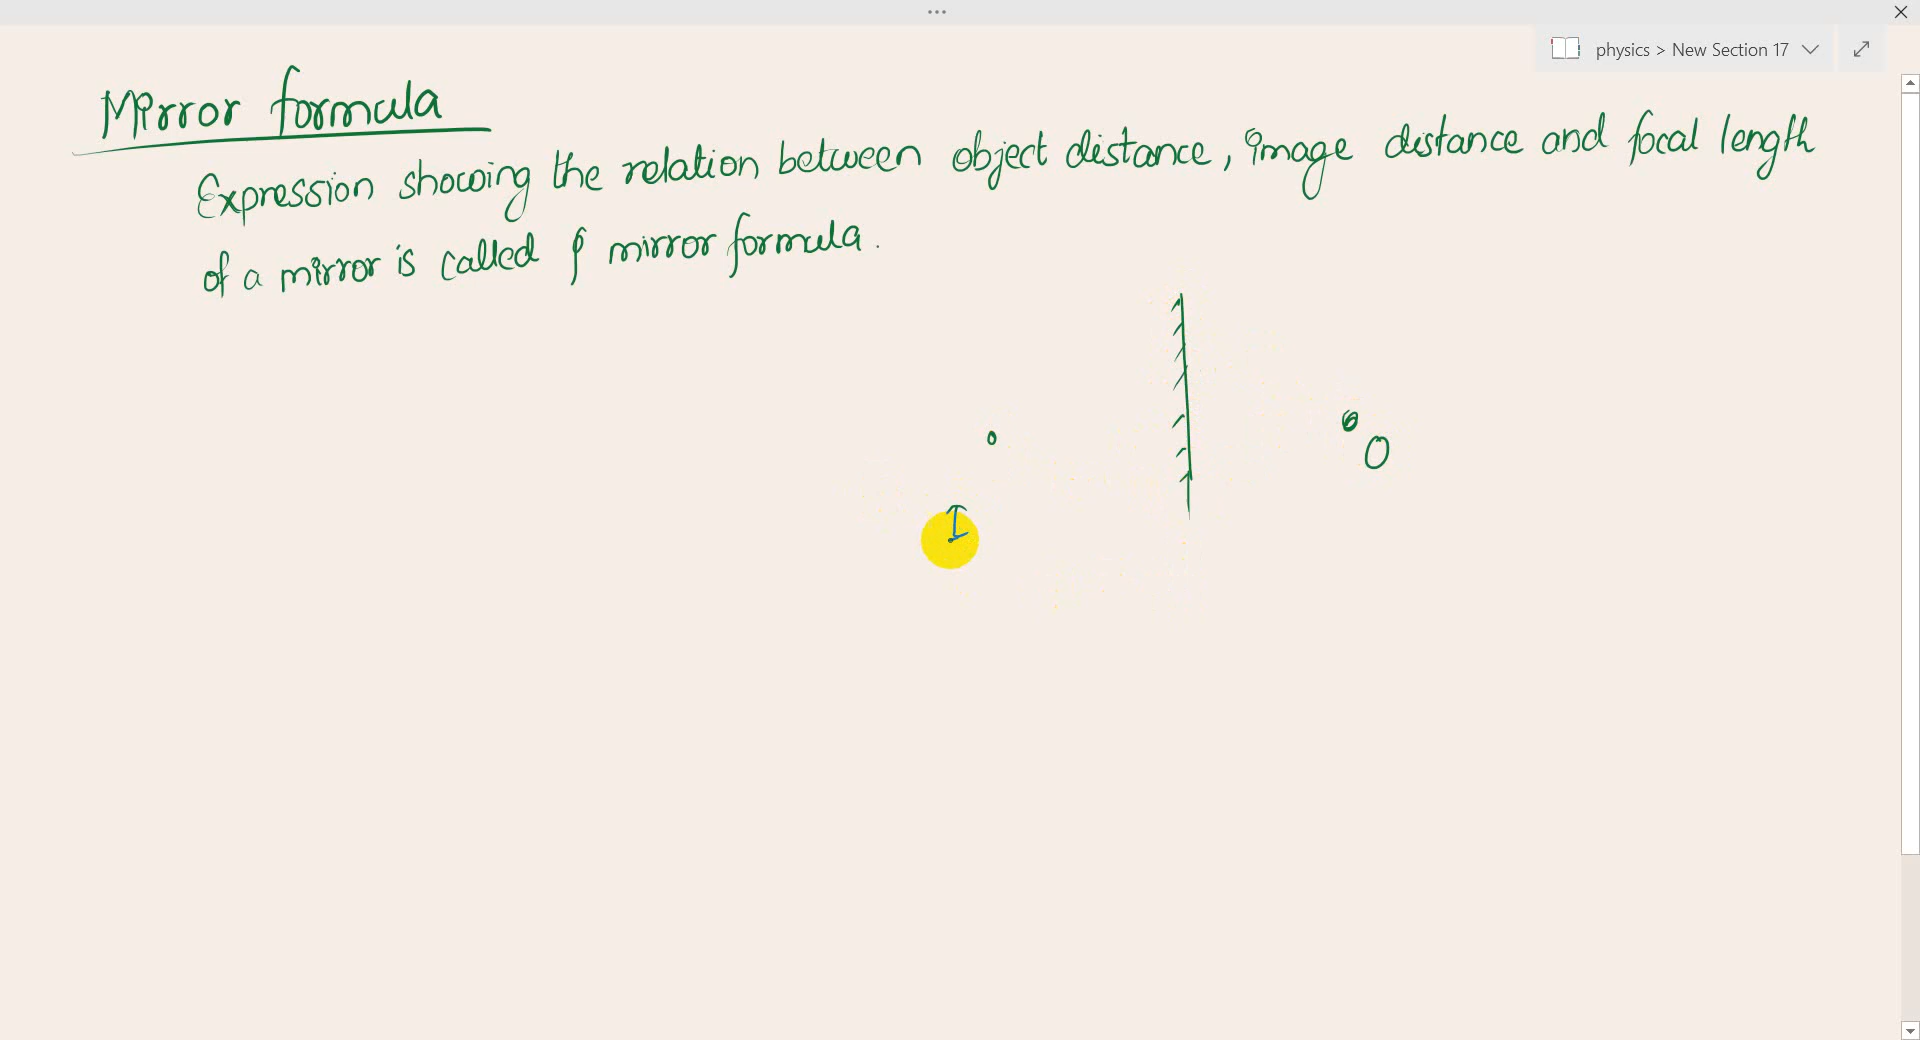 physics > New Section 17
Mirror formula
Expression showing the relation between object distance, image distance and focal length
of a mirror is called mirror formula.
O
I